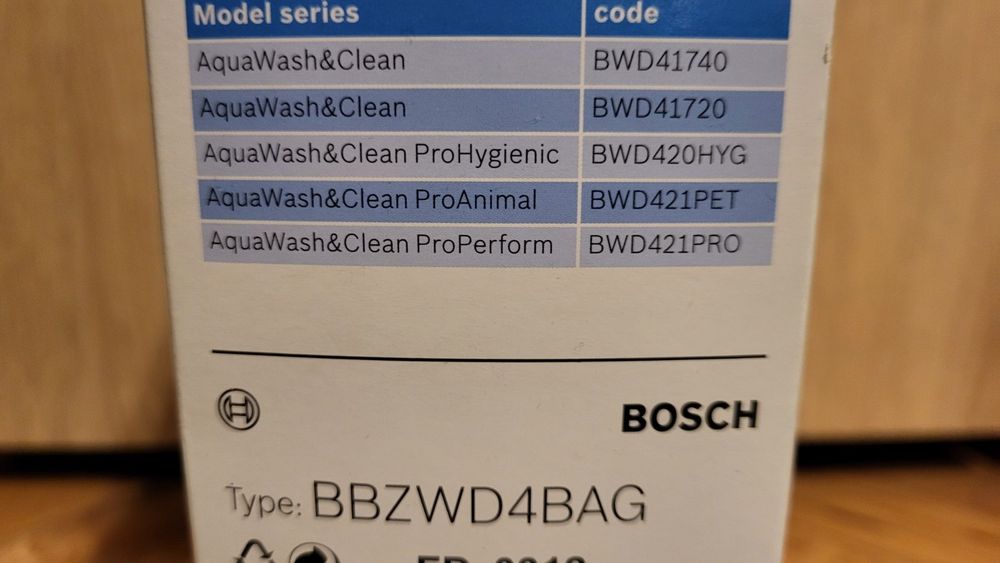 Model series code
AquaWash&Clean BWD41740
AquaWash&Clean BWD41720
AquaWash&Clean ProHygienic BWD420HYG
AquaWash&Clean ProAnimal BWD421PET
AquaWash&Clean ProPerform BWD421PRO
BOSCH
Type: BBZWD4BAG